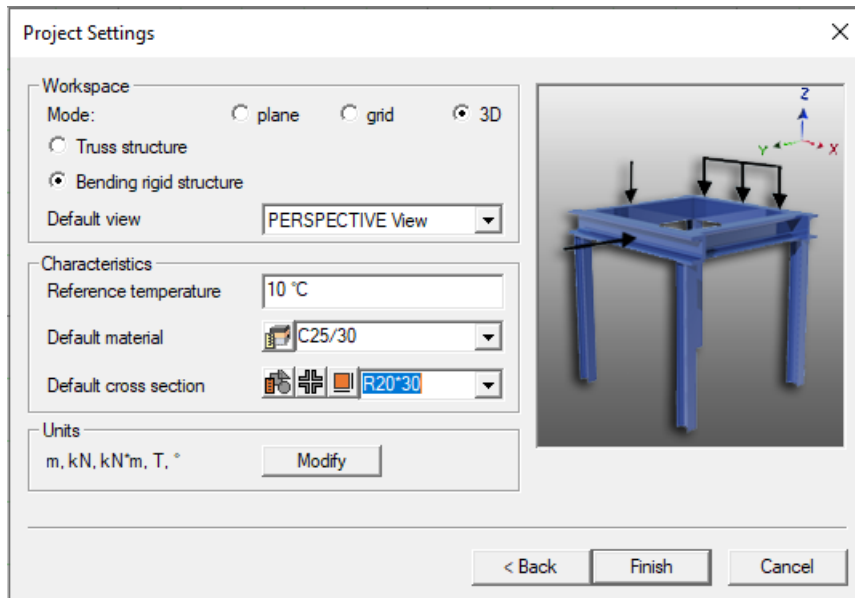 Project Settings
Workspace
Mode: plane grid 3D
Truss structure
Bending rigid structure
Default view PERSPECTIVE View
Characteristics
Reference temperature 10 °C
Default material C25/30
Default cross section R20*30
Units
m, kN, kN*m, T, ° Modify
< Back Finish Cancel
Z
Y X